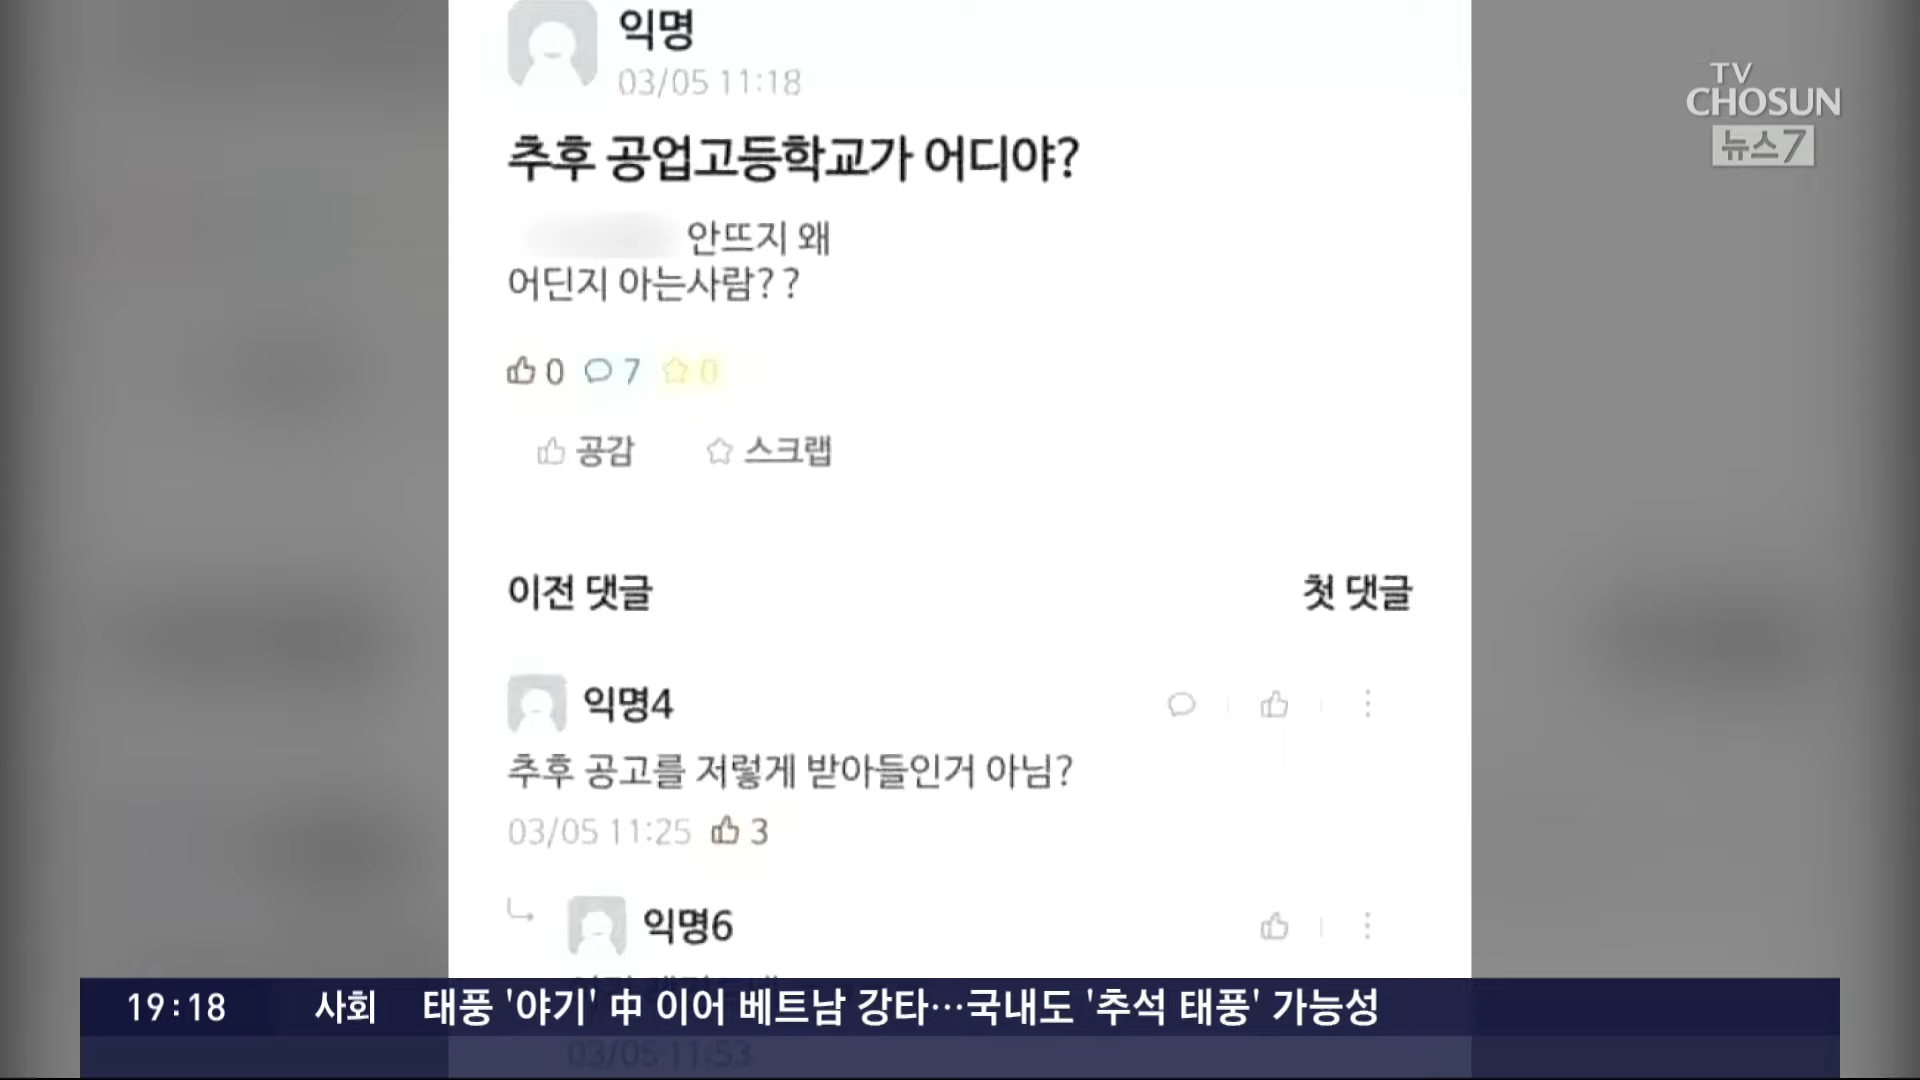 익명
03/05 11:18
추후 공업고등학교가 어디야?
안뜨지 왜
어딘지 아는사람??
0 7 0
공감 스크랩
이전 댓글 첫 댓글
익명4
추후 공고를 저렇게 받아들인거 아님?
03/05 11:25 3
익명6
03/05 11:53
TV
CHOSUN
뉴스7
19:18 사회 태풍 '야기' 中 이어 베트남 강타…국내도 '추석 태풍' 가능성